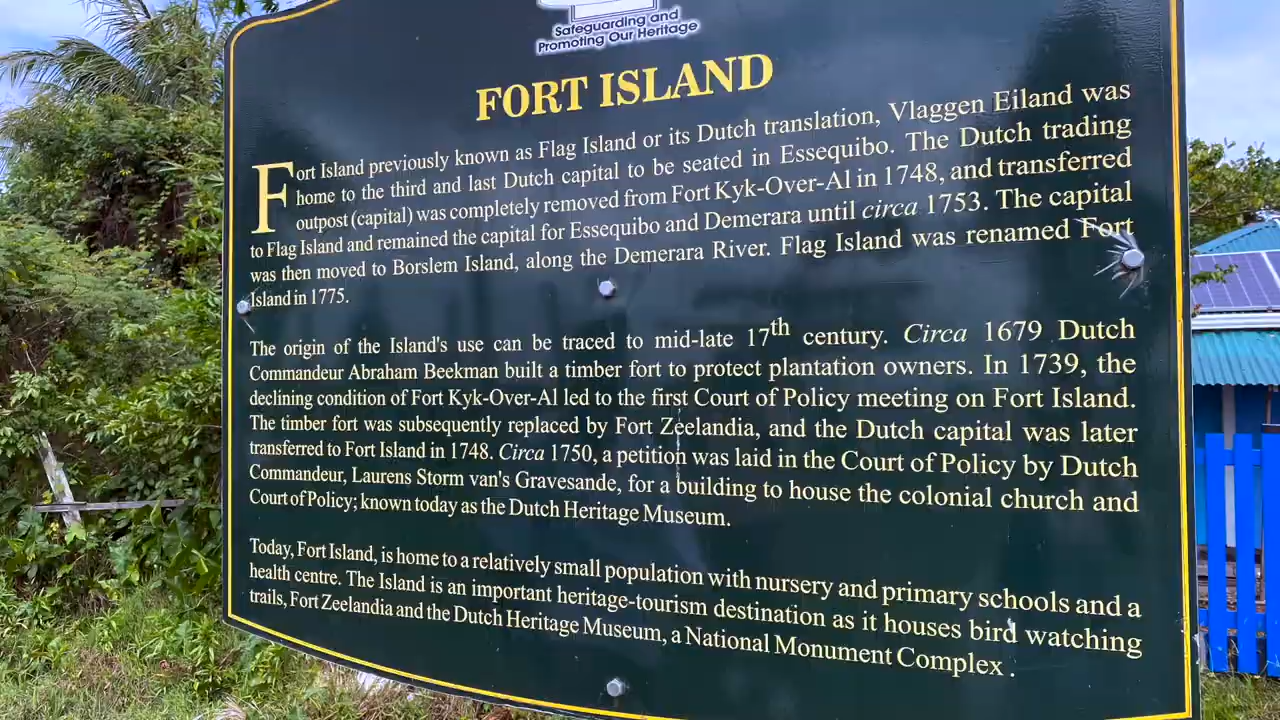 Safeguarding and
Promoting Our Heritage
FORT ISLAND
Fort Island previously known as Flag Island or its Dutch translation, Vlaggen Eiland was
home to the third and last Dutch capital to be seated in Essequibo. The Dutch trading
outpost (capital) was completely removed from Fort Kyk-Over-Al in 1748, and transferred
to Flag Island and remained the capital for Essequibo and Demerara until circa 1753. The capital
was then moved to Borslem Island, along the Demerara River. Flag Island was renamed Fort
Island in 1775.
The origin of the Island's use can be traced to mid-late 17th century. Circa 1679 Dutch
Commandeur Abraham Beekman built a timber fort to protect plantation owners. In 1739, the
declining condition of Fort Kyk-Over-Al led to the first Court of Policy meeting on Fort Island.
The timber fort was subsequently replaced by Fort Zeelandia, and the Dutch capital was later
transferred to Fort Island in 1748. Circa 1750, a petition was laid in the Court of Policy by Dutch
Commandeur, Laurens Storm van's Gravesande, for a building to house the colonial church and
Court of Policy; known today as the Dutch Heritage Museum.
Today, Fort Island, is home to a relatively small population with nursery and primary schools and a
health centre. The Island is an important heritage-tourism destination as it houses bird watching
trails, Fort Zeelandia and the Dutch Heritage Museum, a National Monument Complex .